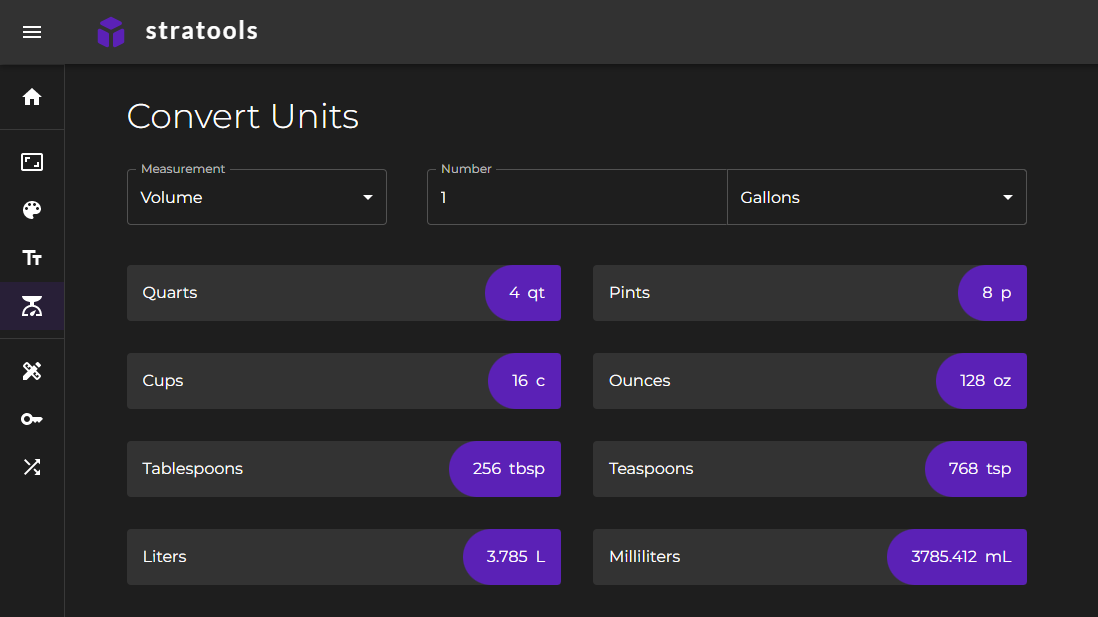 stratools
Convert Units
Measurement
Volume
Number
1
Gallons
Quarts
4 qt
Pints
8 p
Cups
16 c
Ounces
128 oz
Tablespoons
256 tbsp
Teaspoons
768 tsp
Liters
3.785 L
Milliliters
3785.412 mL